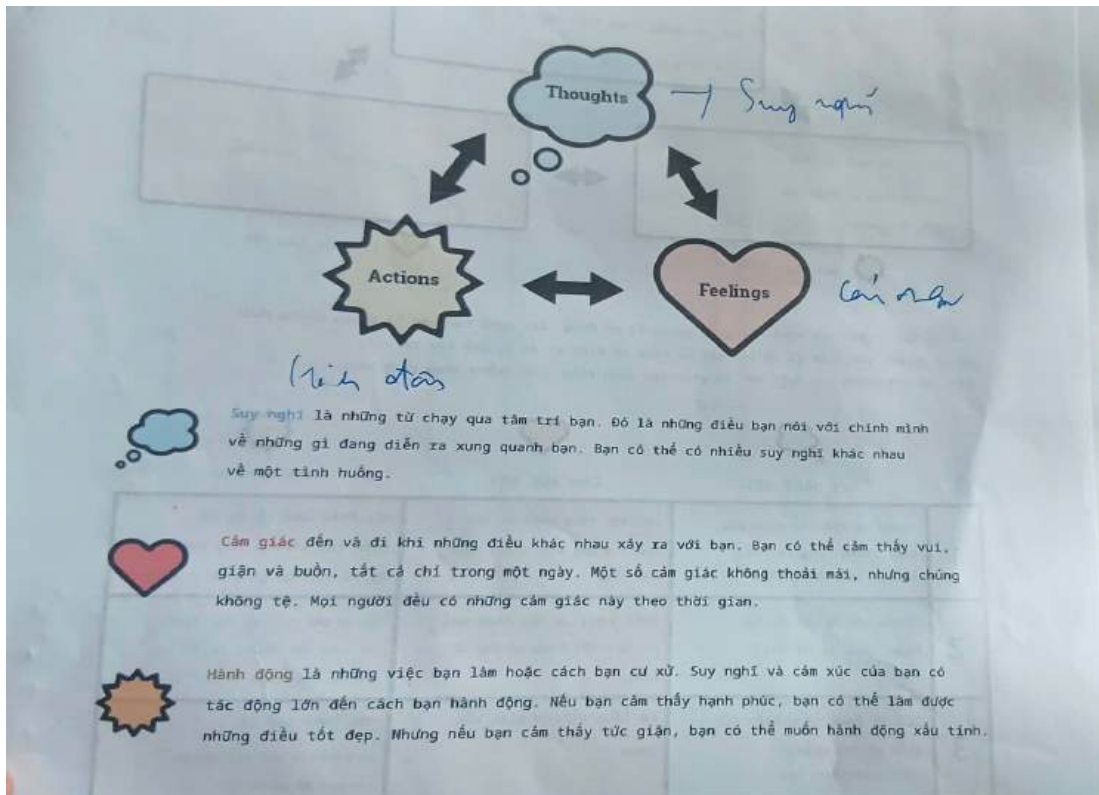 Thoughts → Suy nghĩ
Actions
Feelings
Hành động
Suy nghĩ là những từ chạy qua tâm trí bạn. Đó là những điều bạn nói với chính mình
về những gì đang diễn ra xung quanh bạn. Bạn có thể có nhiều suy nghĩ khác nhau
về một tình huống.
Cảm giác đến và đi khi những điều khác nhau xảy ra với bạn. Bạn có thể cảm thấy vui,
giận và buồn, tất cả chỉ trong một ngày. Một số cảm giác không thoải mái, nhưng chúng
không tệ. Mọi người đều có những cảm giác này theo thời gian.
Hành động là những việc bạn làm hoặc cách bạn cư xử. Suy nghĩ và cảm xúc của bạn có
tác động lớn đến cách bạn hành động. Nếu bạn cảm thấy hạnh phúc, bạn có thể làm được
những điều tốt đẹp. Nhưng nếu bạn cảm thấy tức giận, bạn có thể muốn hành động xấu tính.